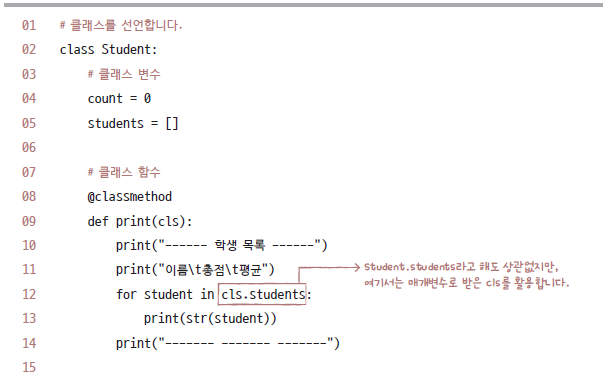 01 # 클래스를 선언합니다.
02 class Student:
03 # 클래스 변수
04 count = 0
05 students = []
06
07 # 클래스 함수
08 @classmethod
09 def print(cls):
10 print("------ 학생 목록 ------")
11 print("이름\t총점\t평균")
12 for student in cls.students:
13 print(str(student))
14 print("------- ------- -------")
15
Student.students라고 해도 상관없지만,
여기서는 매개변수로 받은 cls를 활용합니다.